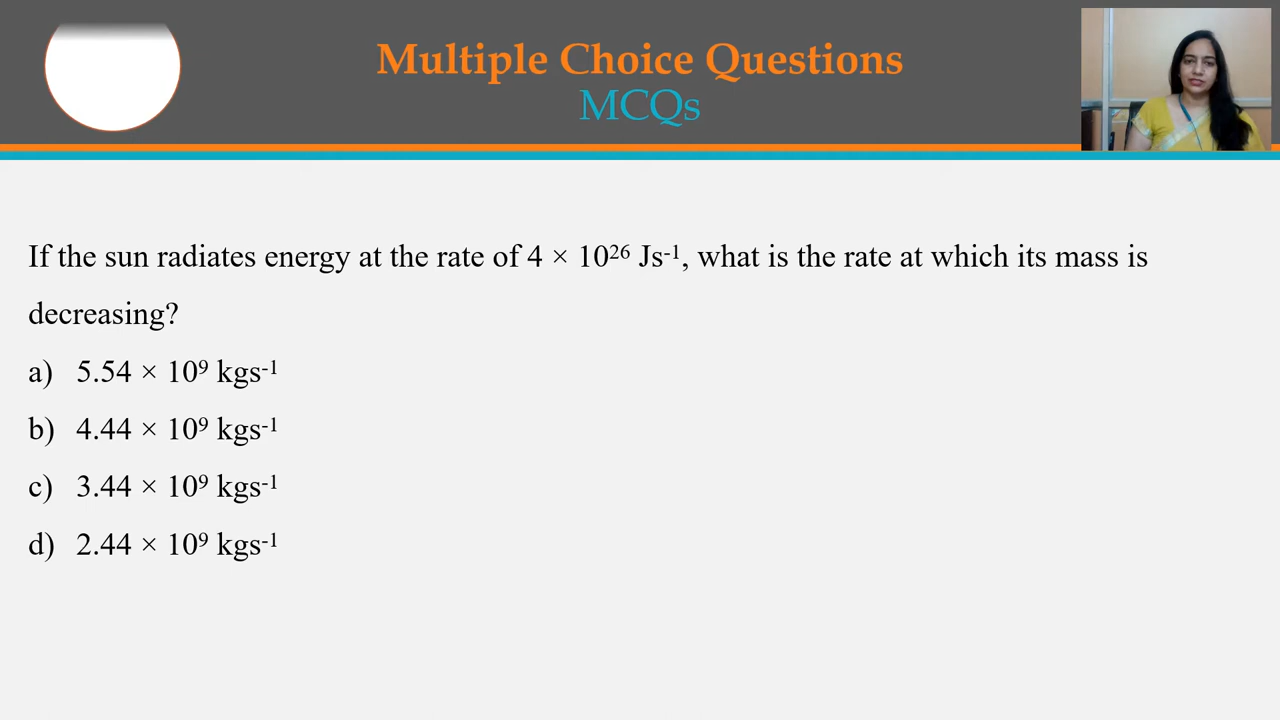 Multiple Choice Questions
MCQs
If the sun radiates energy at the rate of 4 × 10²⁶ Js⁻¹, what is the rate at which its mass is
decreasing?
a) 5.54 × 10⁹ kgs⁻¹
b) 4.44 × 10⁹ kgs⁻¹
c) 3.44 × 10⁹ kgs⁻¹
d) 2.44 × 10⁹ kgs⁻¹